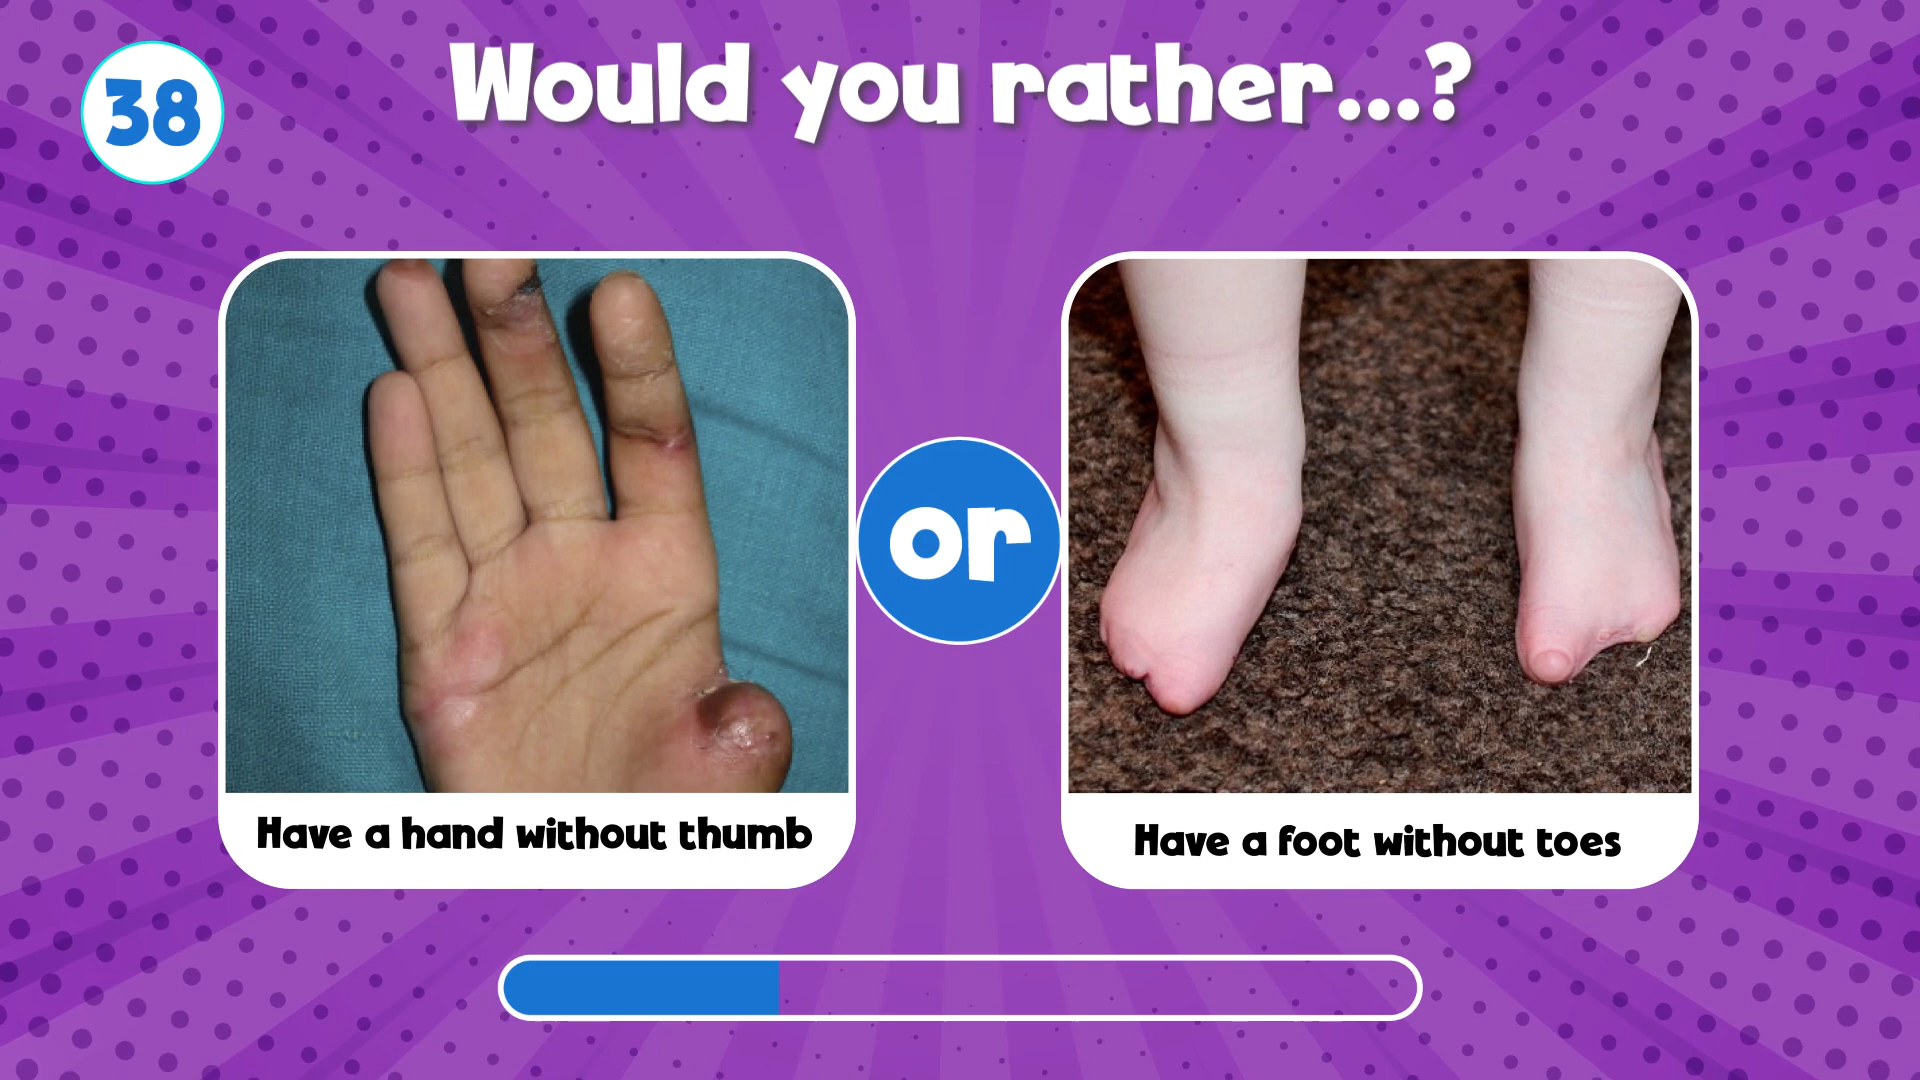 38
Would you rather...?
or
Have a hand without thumb
Have a foot without toes